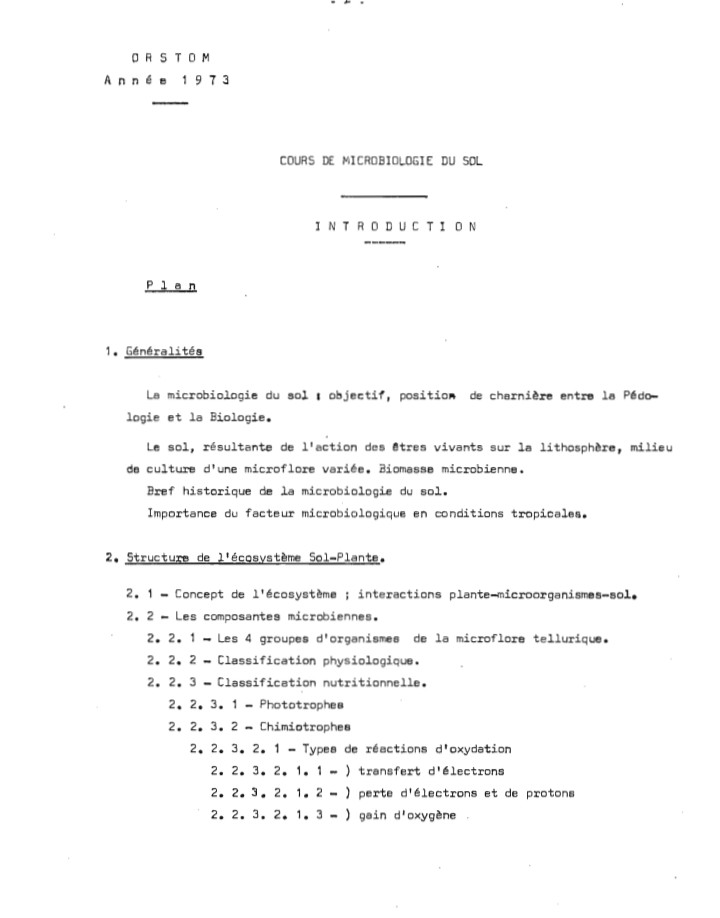 O R S T O M
A n n é e 1 9 7 3
COURS DE MICROBIOLOGIE DU SOL
I N T R O D U C T I O N
P l a n
1. Généralités
La microbiologie du sol : objectif, position de charnière entre la Pédo-
logie et la Biologie.
Le sol, résultante de l'action des êtres vivants sur la lithosphère, milieu
de culture d'une microflore variée. Biomasse microbienne.
Bref historique de la microbiologie du sol.
Importance du facteur microbiologique en conditions tropicales.
2. Structure de l'écosystème Sol-Plante.
2. 1 - Concept de l'écosystème ; interactions plante-microorganismes-sol.
2. 2 - Les composantes microbiennes.
2. 2. 1 - Les 4 groupes d'organismes de la microflore tellurique.
2. 2. 2 - Classification physiologique.
2. 2. 3 - Classification nutritionnelle.
2. 2. 3. 1 - Phototrophes
2. 2. 3. 2 - Chimiotrophes
2. 2. 3. 2. 1 - Types de réactions d'oxydation
2. 2. 3. 2. 1. 1 - ) transfert d'électrons
2. 2. 3. 2. 1. 2 - ) perte d'électrons et de protons
2. 2. 3. 2. 1. 3 - ) gain d'oxygène